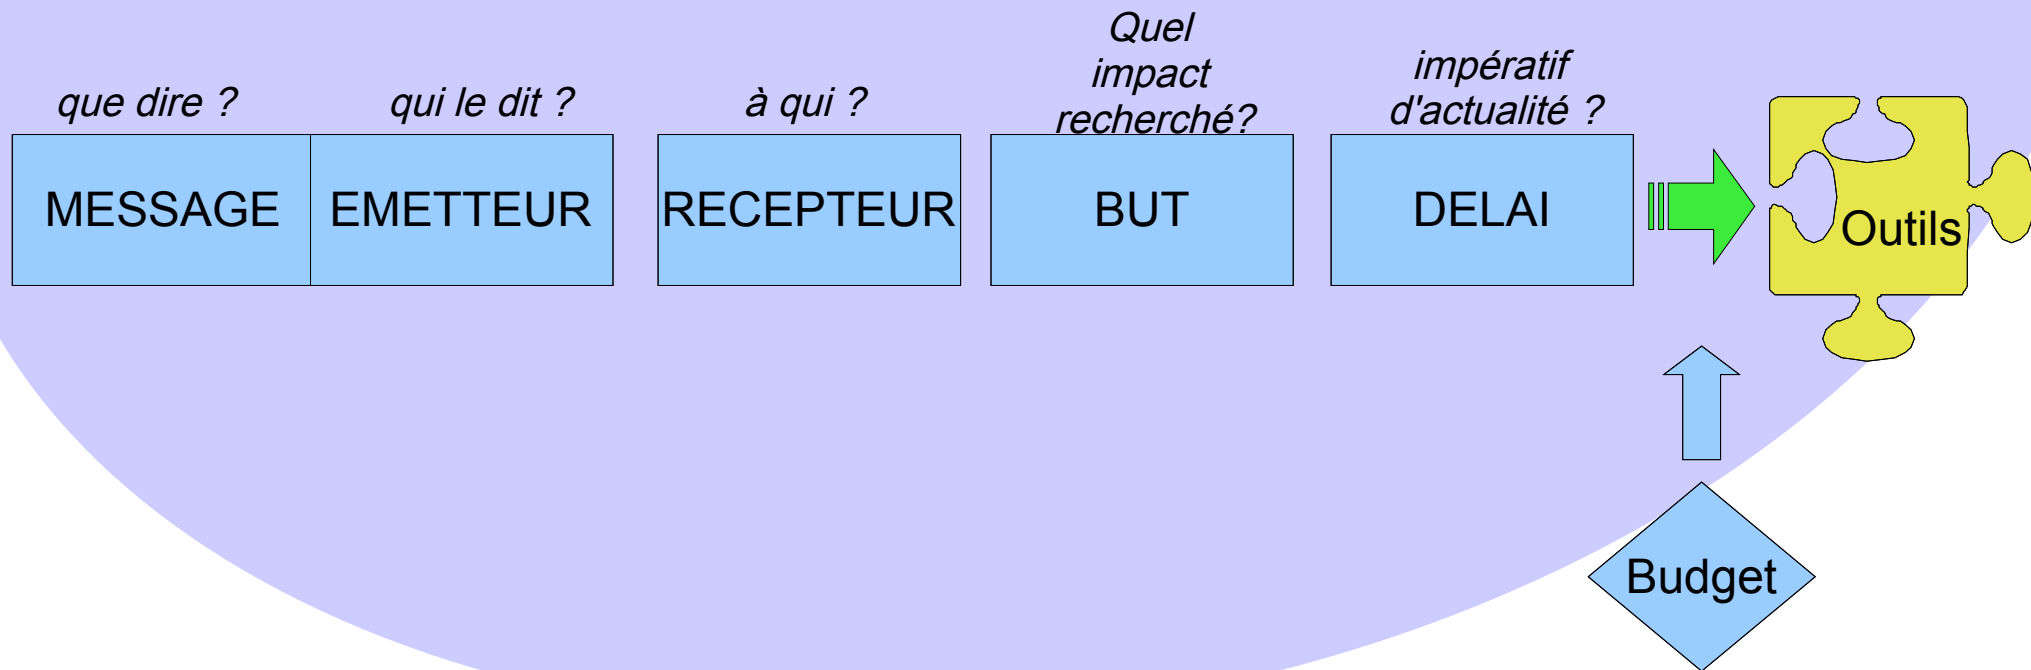 que dire ?
qui le dit ?
à qui ?
Quel
impact
recherché?
impératif
d'actualité ?
MESSAGE
EMETTEUR
RECEPTEUR
BUT
DELAI
Outils
Budget